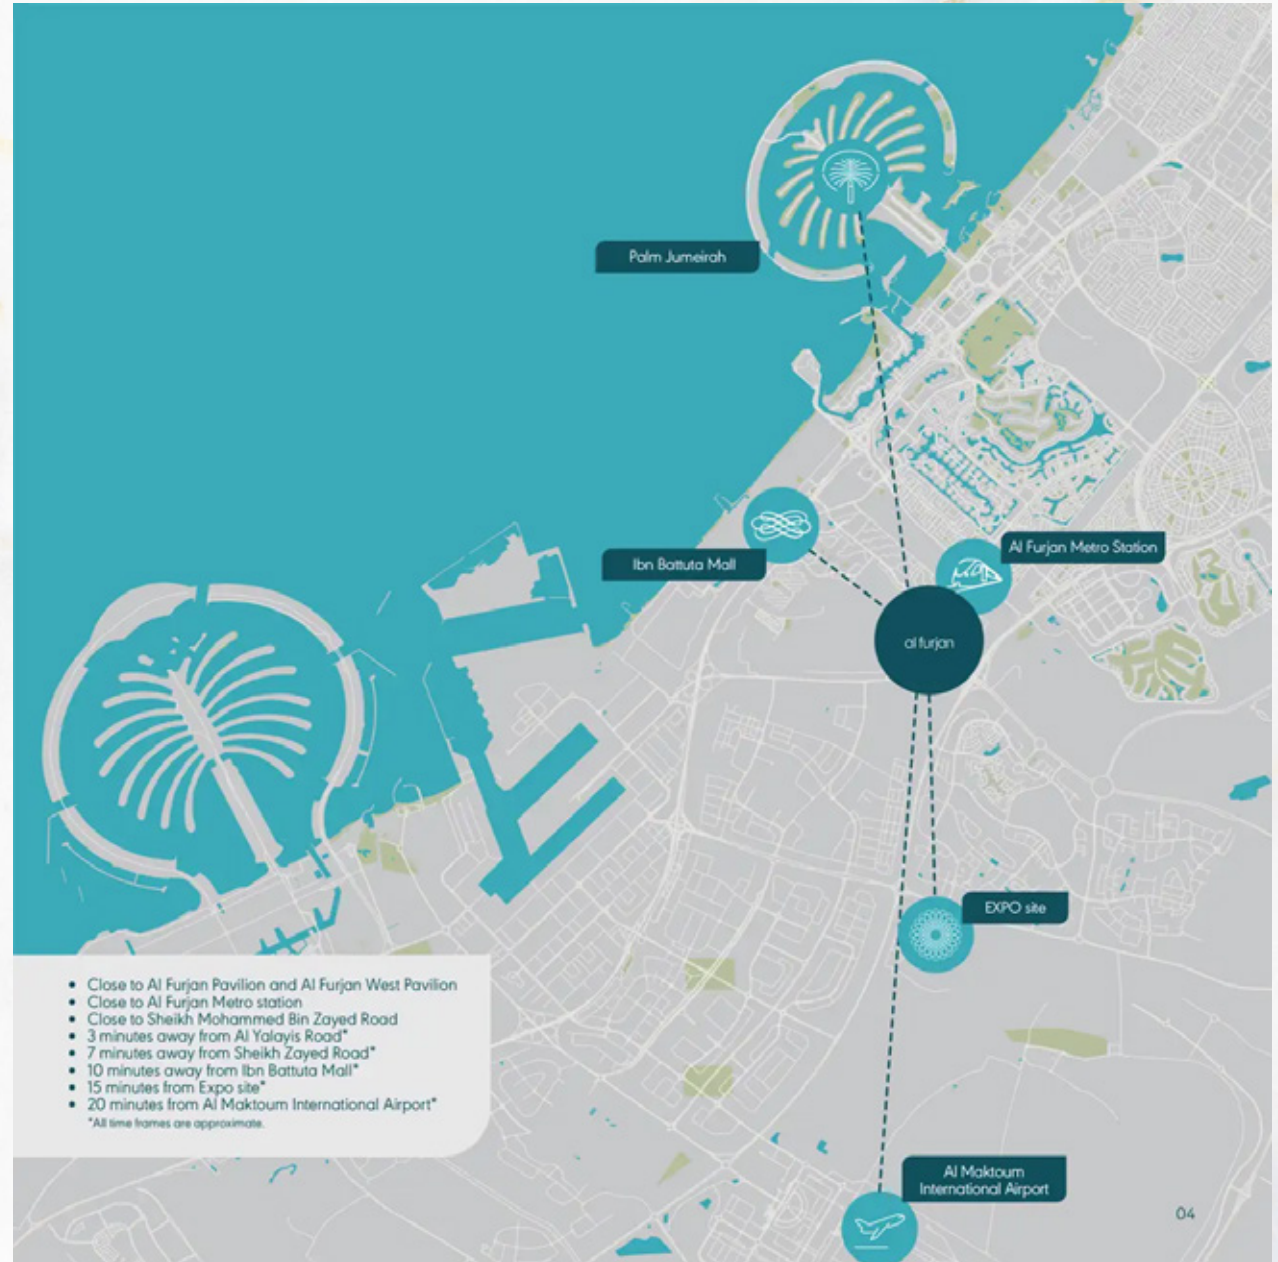 Palm Jumeirah
Al Furjan Metro Station
Ibn Battuta Mall
al furjan
EXPO site
• Close to Al Furjan Pavilion and Al Furjan West Pavilion
• Close to Al Furjan Metro station
• Close to Sheikh Mohammed Bin Zayed Road
• 3 minutes away from Al Yalayis Road*
• 7 minutes away from Sheikh Zayed Road*
• 10 minutes away from Ibn Battuta Mall*
• 15 minutes from Expo site*
• 20 minutes from Al Maktoum International Airport*
*All time frames are approximate.
Al Maktoum
International Airport
04